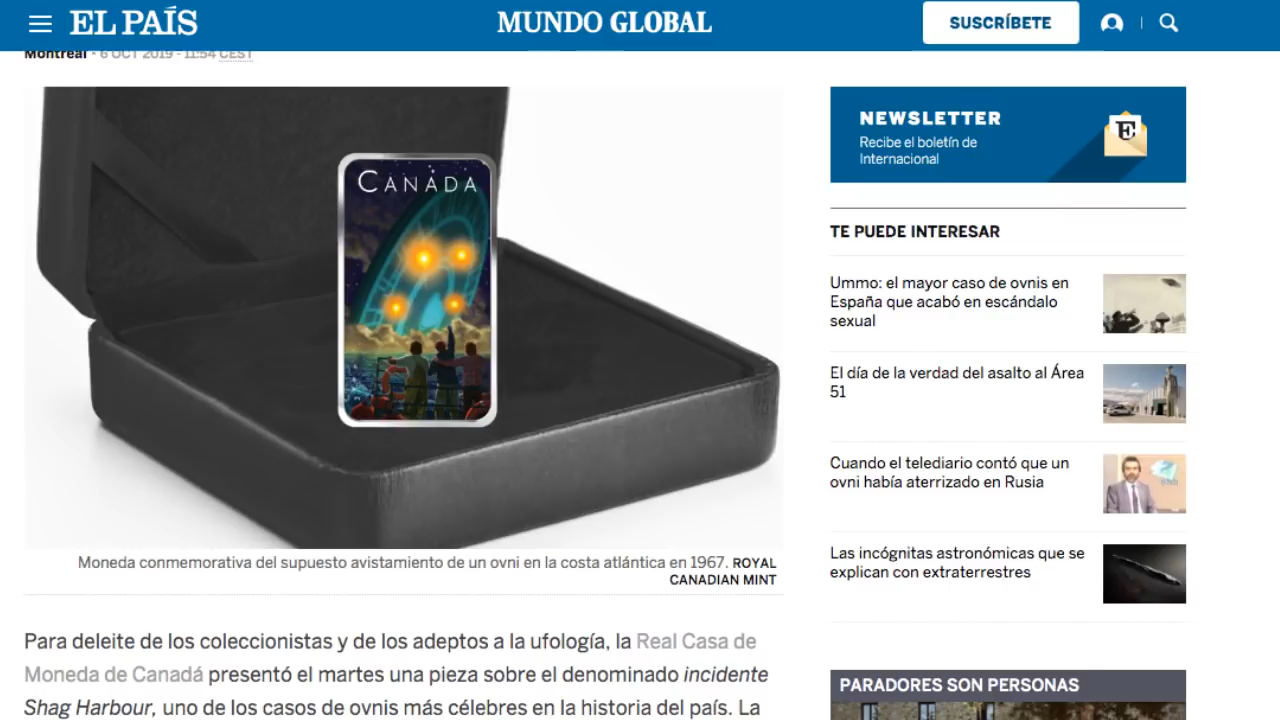 EL PAÍS
MUNDO GLOBAL
SUSCRÍBETE
Montreal - 6 OCT 2019 - 11:54 CEST
CANADA
Moneda conmemorativa del supuesto avistamiento de un ovni en la costa atlántica en 1967. ROYAL
CANADIAN MINT
Para deleite de los coleccionistas y de los adeptos a la ufología, la Real Casa de
Moneda de Canadá presentó el martes una pieza sobre el denominado incidente
Shag Harbour, uno de los casos de ovnis más célebres en la historia del país. La
NEWSLETTER
Recibe el boletín de
Internacional
E
TE PUEDE INTERESAR
Ummo: el mayor caso de ovnis en
España que acabó en escándalo
sexual
El día de la verdad del asalto al Área
51
Cuando el telediario contó que un
ovni había aterrizado en Rusia
Las incógnitas astronómicas que se
explican con extraterrestres
PARADORES SON PERSONAS